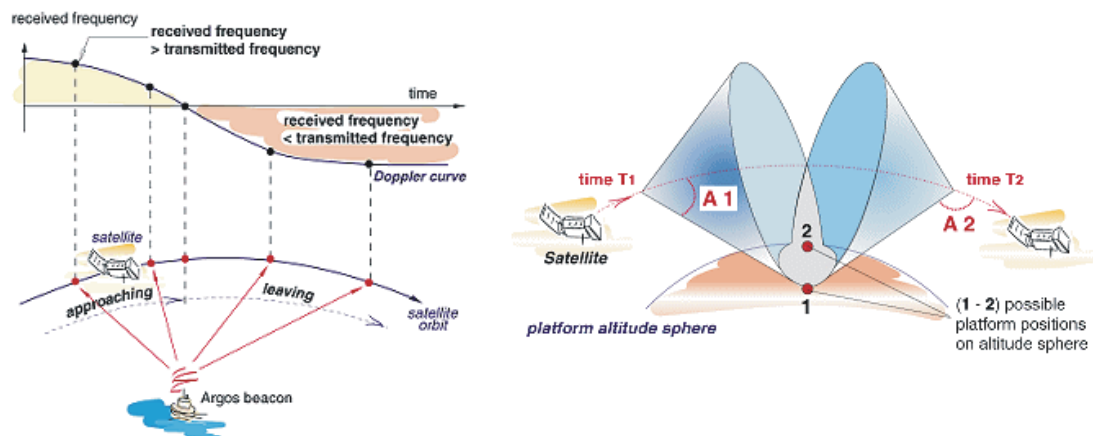 received frequency
received frequency
> transmitted frequency
time
received frequency
< transmitted frequency
Doppler curve
satellite
approaching
leaving
satellite
orbit
Argos beacon
time T1
A 1
time T2
A 2
Satellite
2
1
platform altitude sphere
(1 - 2) possible
platform positions
on altitude sphere